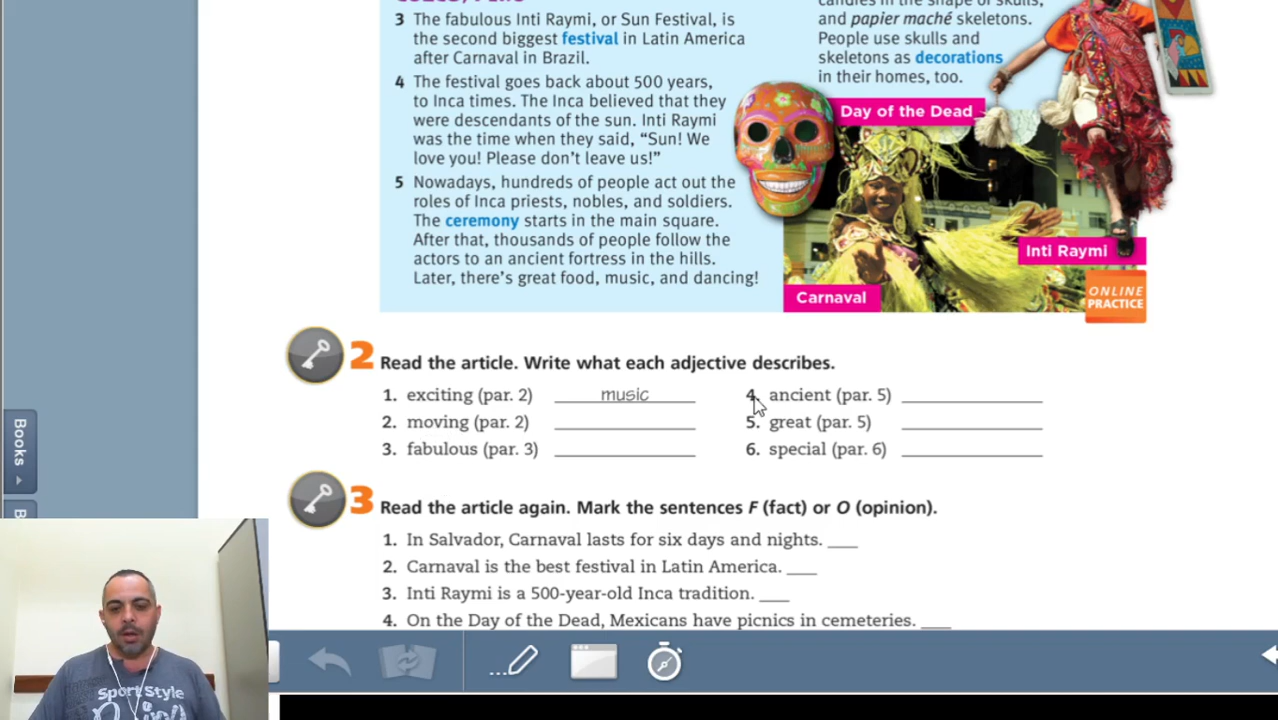 3 The fabulous Inti Raymi, or Sun Festival, is
the second biggest festival in Latin America
after Carnaval in Brazil.
4 The festival goes back about 500 years,
to Inca times. The Inca believed that they
were descendants of the sun. Inti Raymi
was the time when they said, “Sun! We
love you! Please don’t leave us!”
5 Nowadays, hundreds of people act out the
roles of Inca priests, nobles, and soldiers.
The ceremony starts in the main square.
After that, thousands of people follow the
actors to an ancient fortress in the hills.
Later, there’s great food, music, and dancing!
candies in the shape of skulls,
and papier maché skeletons.
People use skulls and
skeletons as decorations
in their homes, too.
Day of the Dead
Inti Raymi
Carnaval
ONLINE
PRACTICE
2 Read the article. Write what each adjective describes.
1. exciting (par. 2) music
2. moving (par. 2)
3. fabulous (par. 3)
4. ancient (par. 5)
5. great (par. 5)
6. special (par. 6)
3 Read the article again. Mark the sentences F (fact) or O (opinion).
1. In Salvador, Carnaval lasts for six days and nights.
2. Carnaval is the best festival in Latin America.
3. Inti Raymi is a 500-year-old Inca tradition.
4. On the Day of the Dead, Mexicans have picnics in cemeteries.
Books
Sport Style